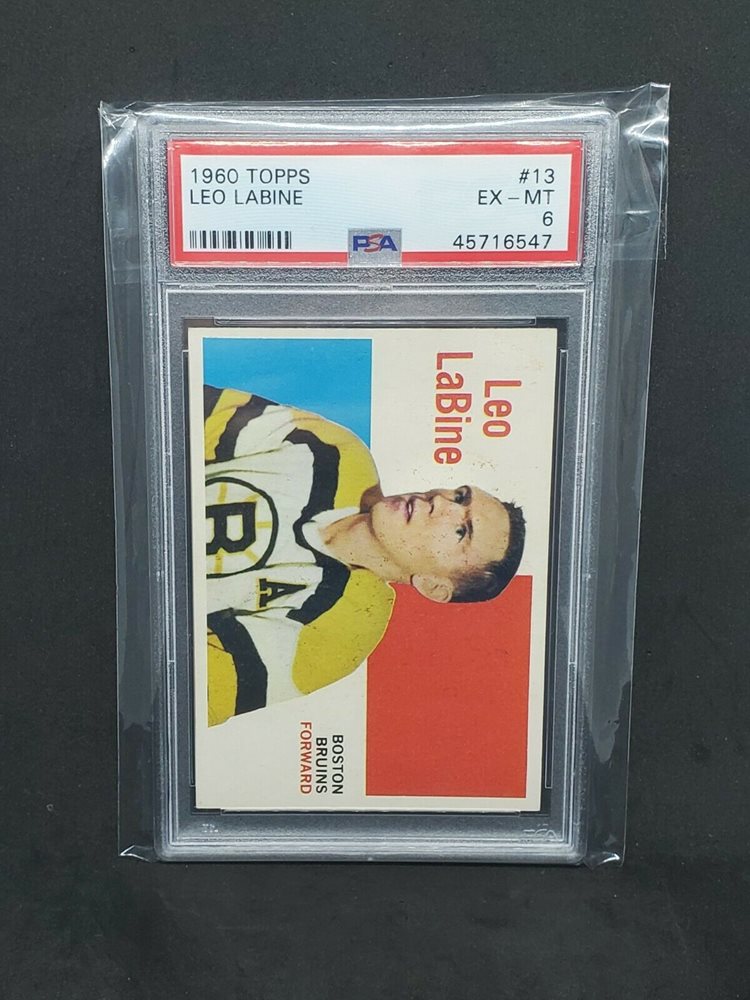 1960 TOPPS #13
LEO LABINE EX - MT
6
PSA 45716547
Leo
LaBine
B
A
BOSTON
BRUINS
FORWARD